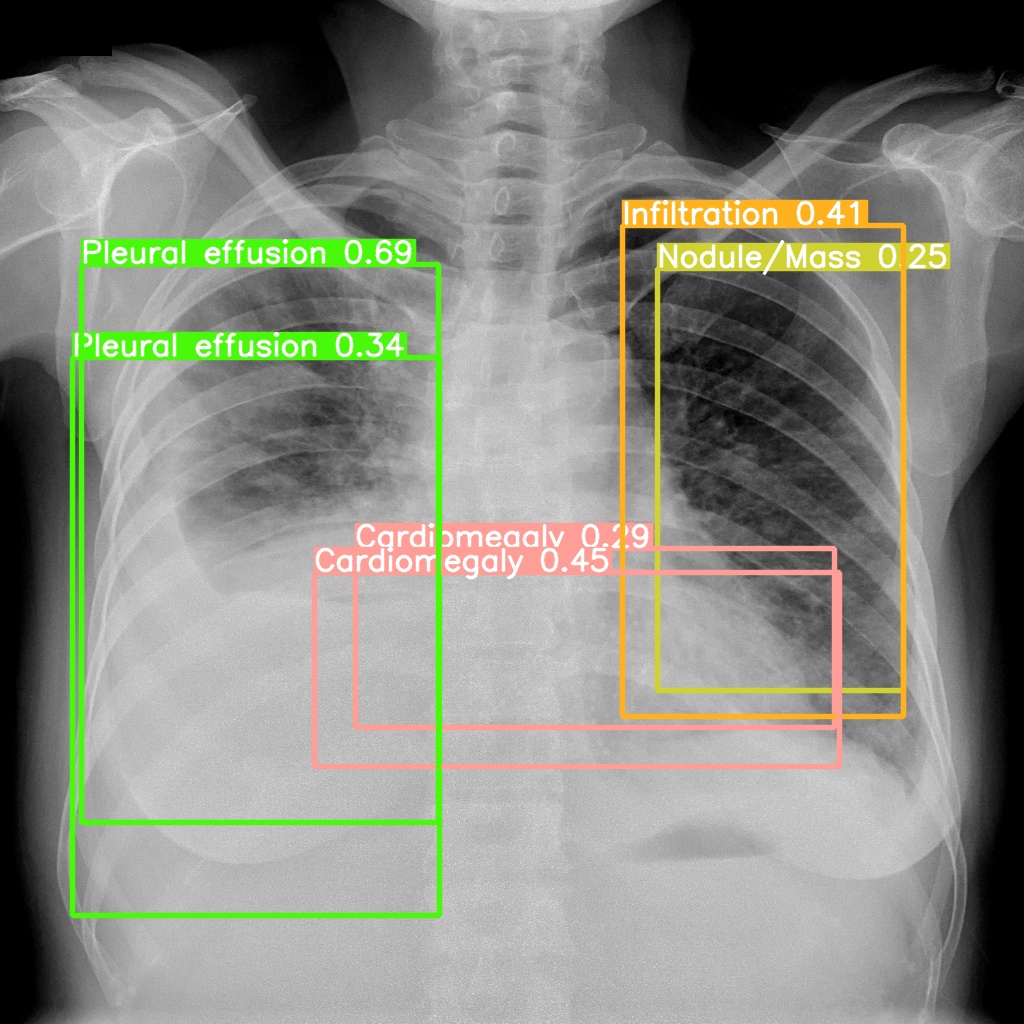 Infiltration 0.41
Pleural effusion 0.69
Nodule/Mass 0.25
Pleural effusion 0.34
Cardiomegaly 0.29
Cardiomegaly 0.45